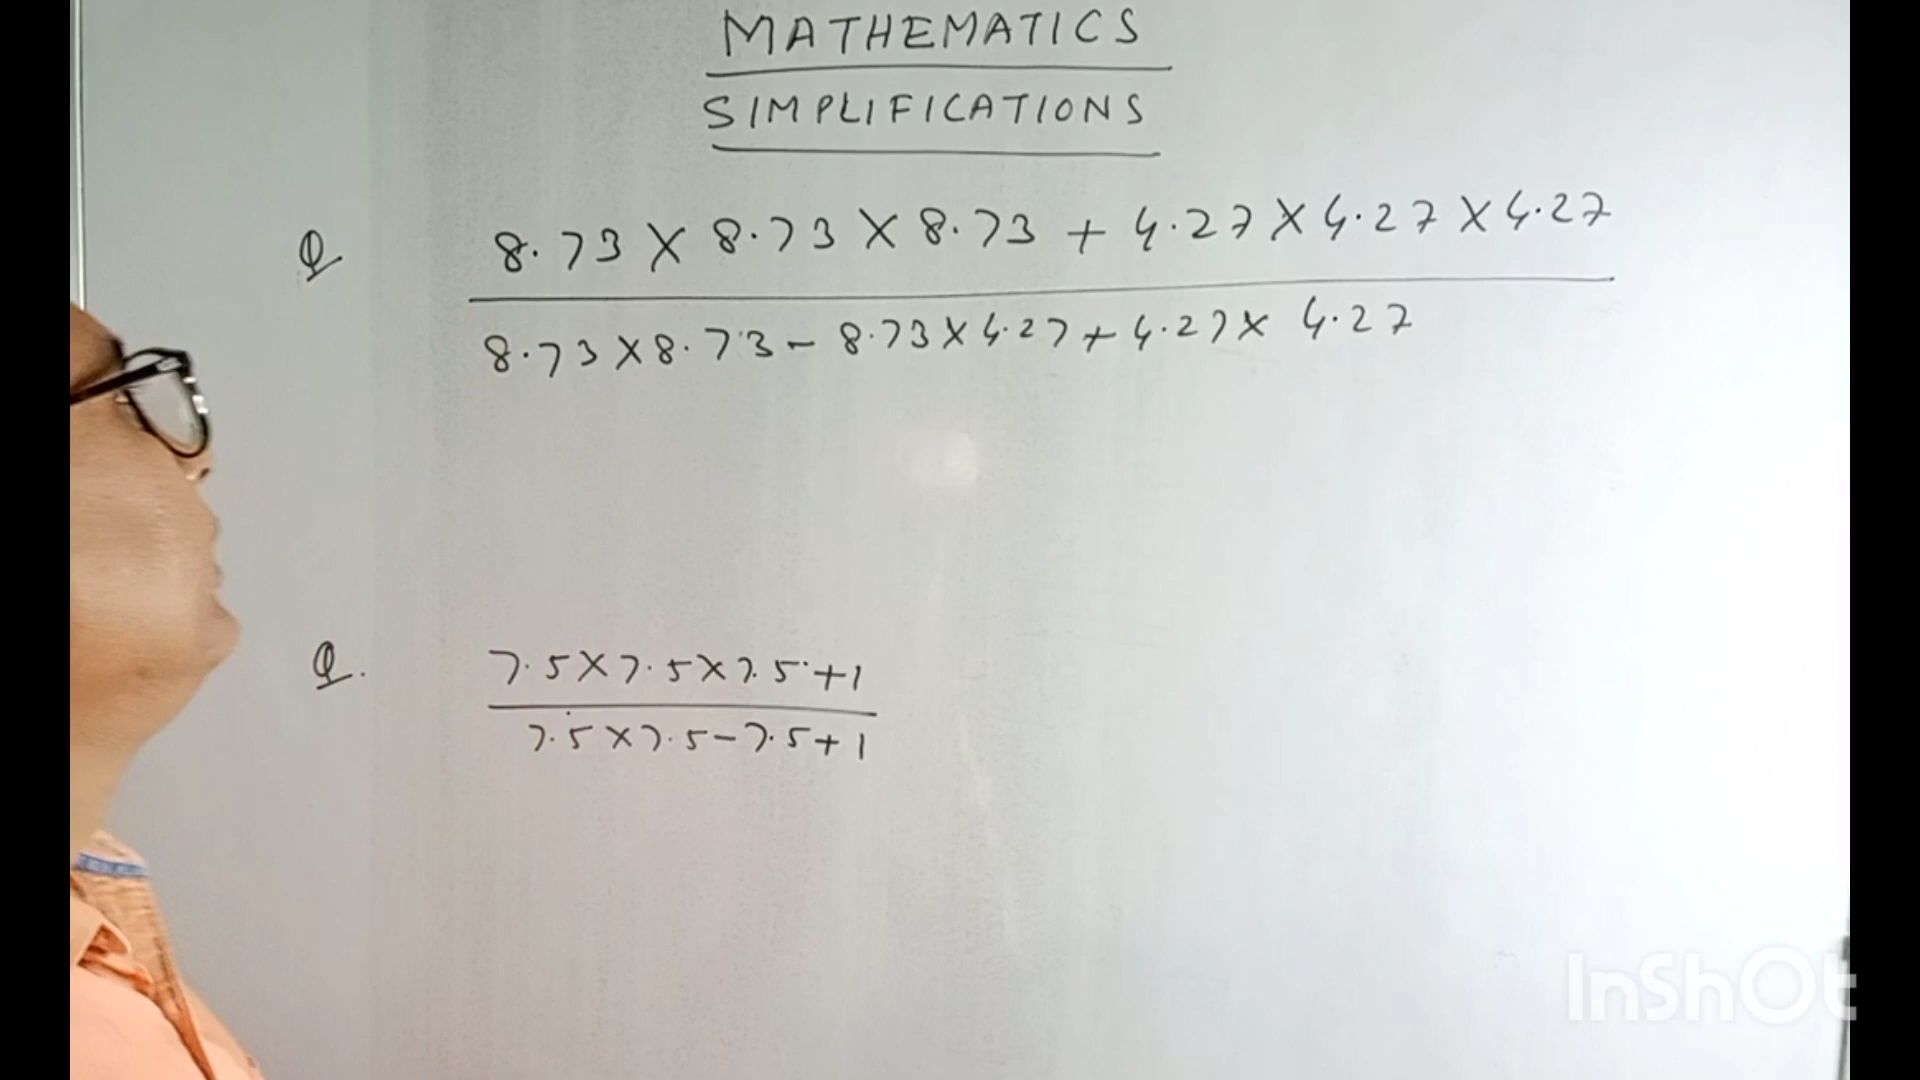 MATHEMATICS
SIMPLIFICATIONS
Q 8.73 × 8.73 × 8.73 + 4.27 × 4.27 × 4.27
8.73 × 8.73 - 8.73 × 4.27 + 4.27 × 4.27
Q. 7.5 × 7.5 × 7.5 + 1
7.5 × 7.5 - 7.5 + 1
InShOt